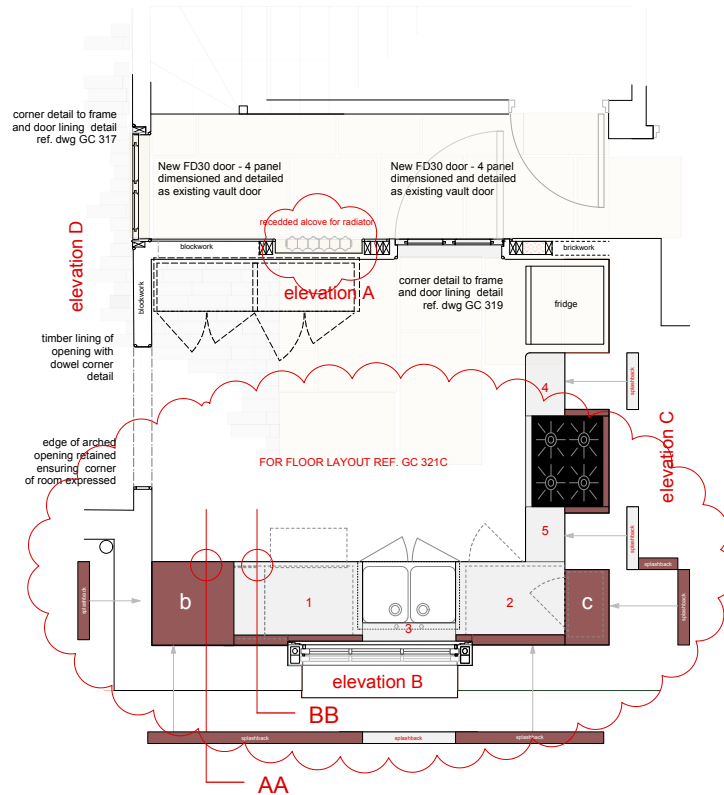 corner detail to frame
and door lining  detail
ref. dwg GC 317
New FD30 door - 4 panel
dimensioned and detailed
as existing vault door
New FD30 door - 4 panel
dimensioned and detailed
as existing vault door
recedded alcove for radiator
elevation D
blockwork
brickwork
elevation A
corner detail to frame
and door lining  detail
ref. dwg GC 319
fridge
blockwork
timber lining of
opening with
dowel corner
detail
4
splashback
elevation C
edge of arched
opening retained
ensuring corner
of room expressed
FOR FLOOR LAYOUT REF. GC 321C
5
splashback
splashback
splashback
b
1
2
c
splashback
3
elevation B
BB
splashback
splashback
splashback
AA